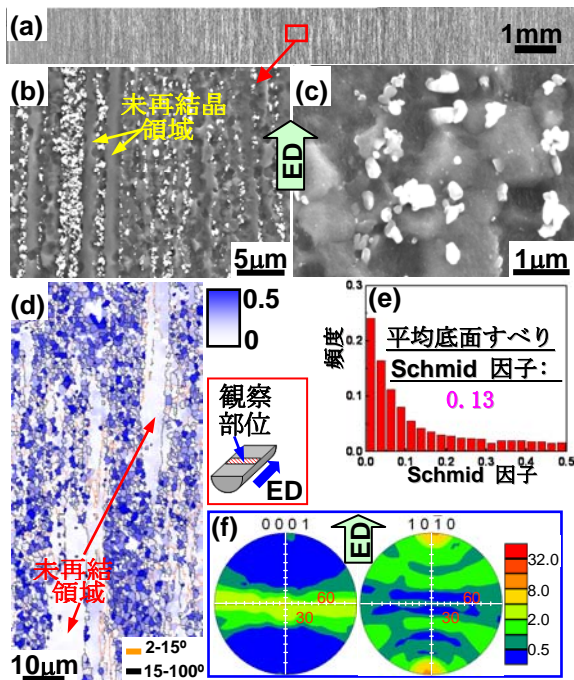 (a)
1mm
(b)
未再結晶
領域
5μm
ED
(c)
1μm
(d)
0.5
0
未再結
領域
10μm
2-15º
15-100º
観察
部位
ED
(e)
頻度
0.3
0.2
0.1
0.0
平均底面すべり
Schmid 因子:
0.13
0.0 0.1 0.2 0.3 0.4 0.5
Schmid 因子
(f)
ED
0001
101̄0
60
30
60
30
32.0
8.0
2.0
0.5